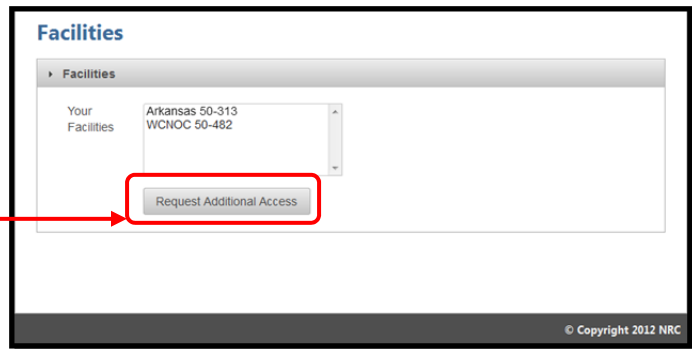 Facilities
Facilities
Your Facilities
Arkansas 50-313
WCNOC 50-482
Request Additional Access
© Copyright 2012 NRC